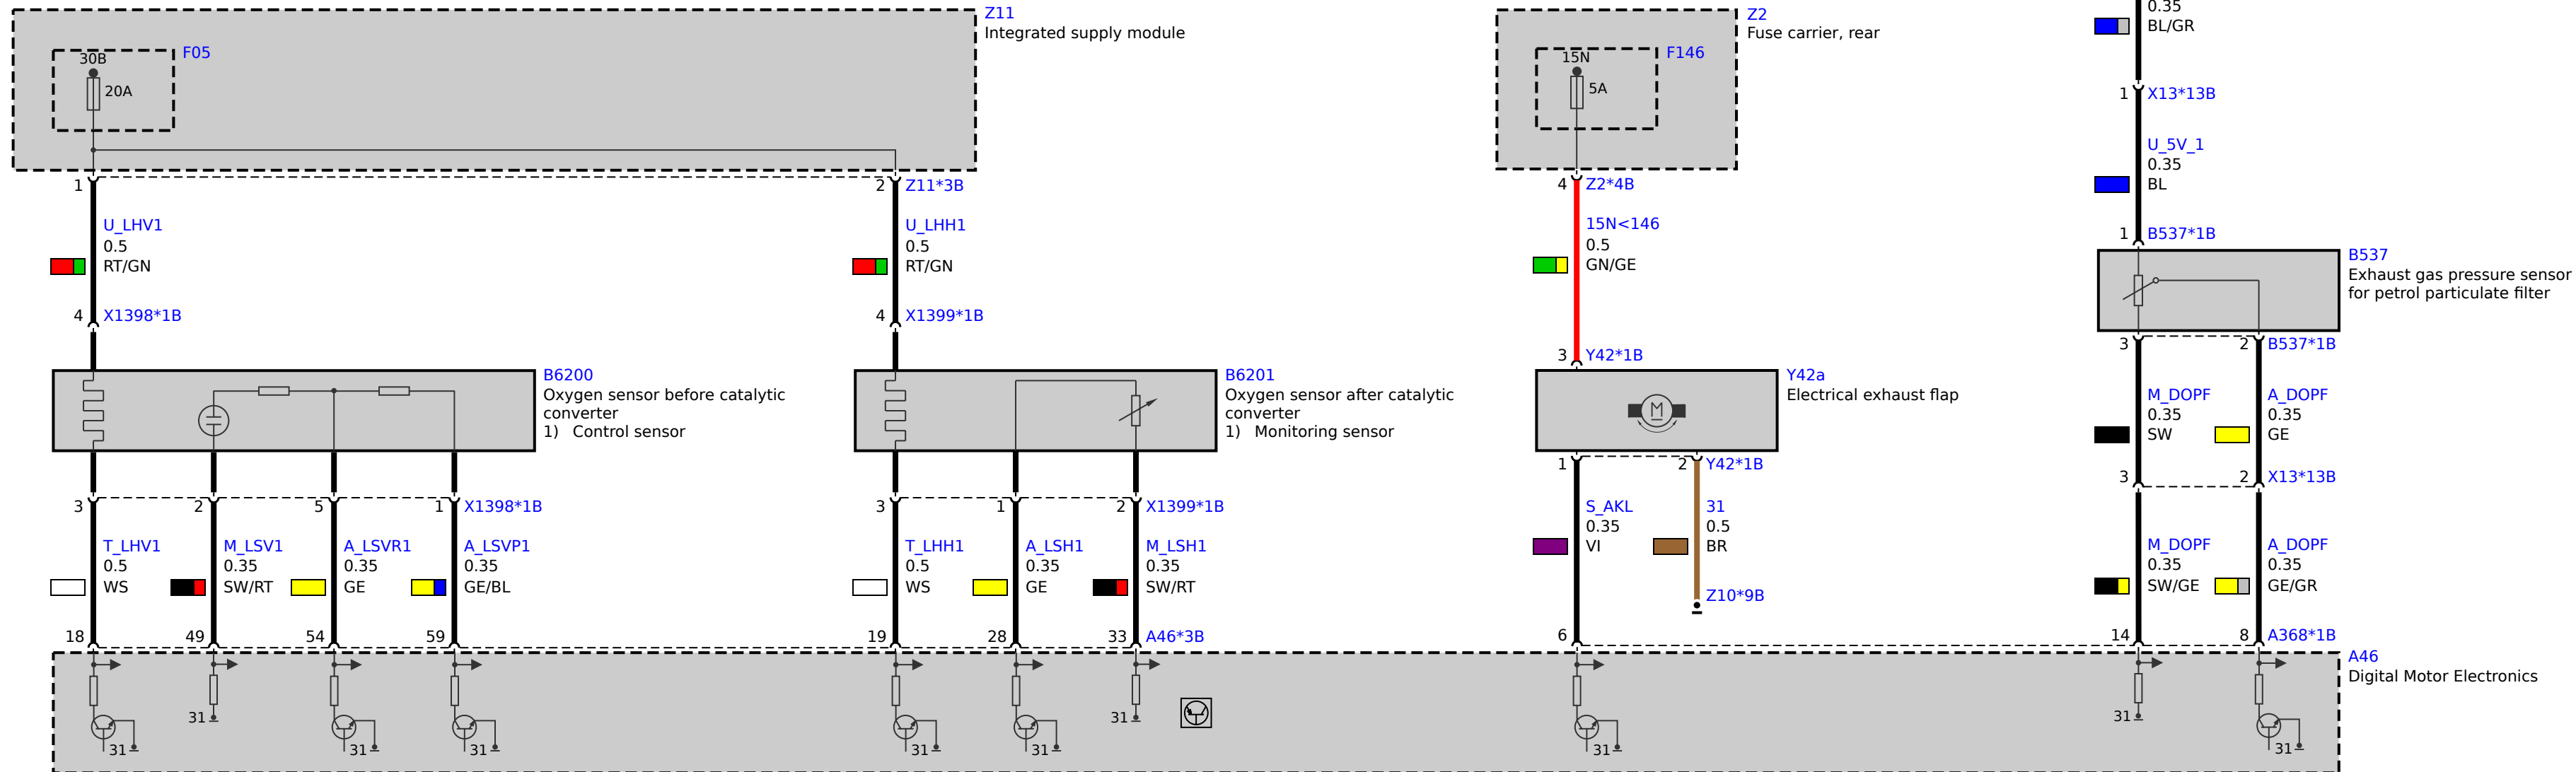 Z11
Integrated supply module
F05
30B
20A
Z2
Fuse carrier, rear
F146
15N
5A
0.35
BL/GR
1 X13*13B
U_5V_1
0.35
BL
1 B537*1B
B537
Exhaust gas pressure sensor
for petrol particulate filter
1
2 Z11*3B
4 Z2*4B
U_LHV1
0.5
RT/GN
U_LHH1
0.5
RT/GN
15N<146
0.5
GN/GE
4 X1398*1B
4 X1399*1B
3 Y42*1B
3
2 B537*1B
B6200
Oxygen sensor before catalytic
converter
1) Control sensor
B6201
Oxygen sensor after catalytic
converter
1) Monitoring sensor
Y42a
Electrical exhaust flap
M
M_DOPF
0.35
SW
A_DOPF
0.35
GE
3
2 X13*13B
1
2 Y42*1B
3
2
5
1 X1398*1B
3
1
2 X1399*1B
T_LHV1
0.5
WS
M_LSV1
0.35
SW/RT
A_LSVR1
0.35
GE
A_LSVP1
0.35
GE/BL
T_LHH1
0.5
WS
A_LSH1
0.35
GE
M_LSH1
0.35
SW/RT
S_AKL
0.35
VI
31
0.5
BR
Z10*9B
M_DOPF
0.35
SW/GE
A_DOPF
0.35
GE/GR
18
49
54
59
19
28
33 A46*3B
6
14
8 A368*1B
A46
Digital Motor Electronics
31
31
31
31
31
31
31
31
31
31